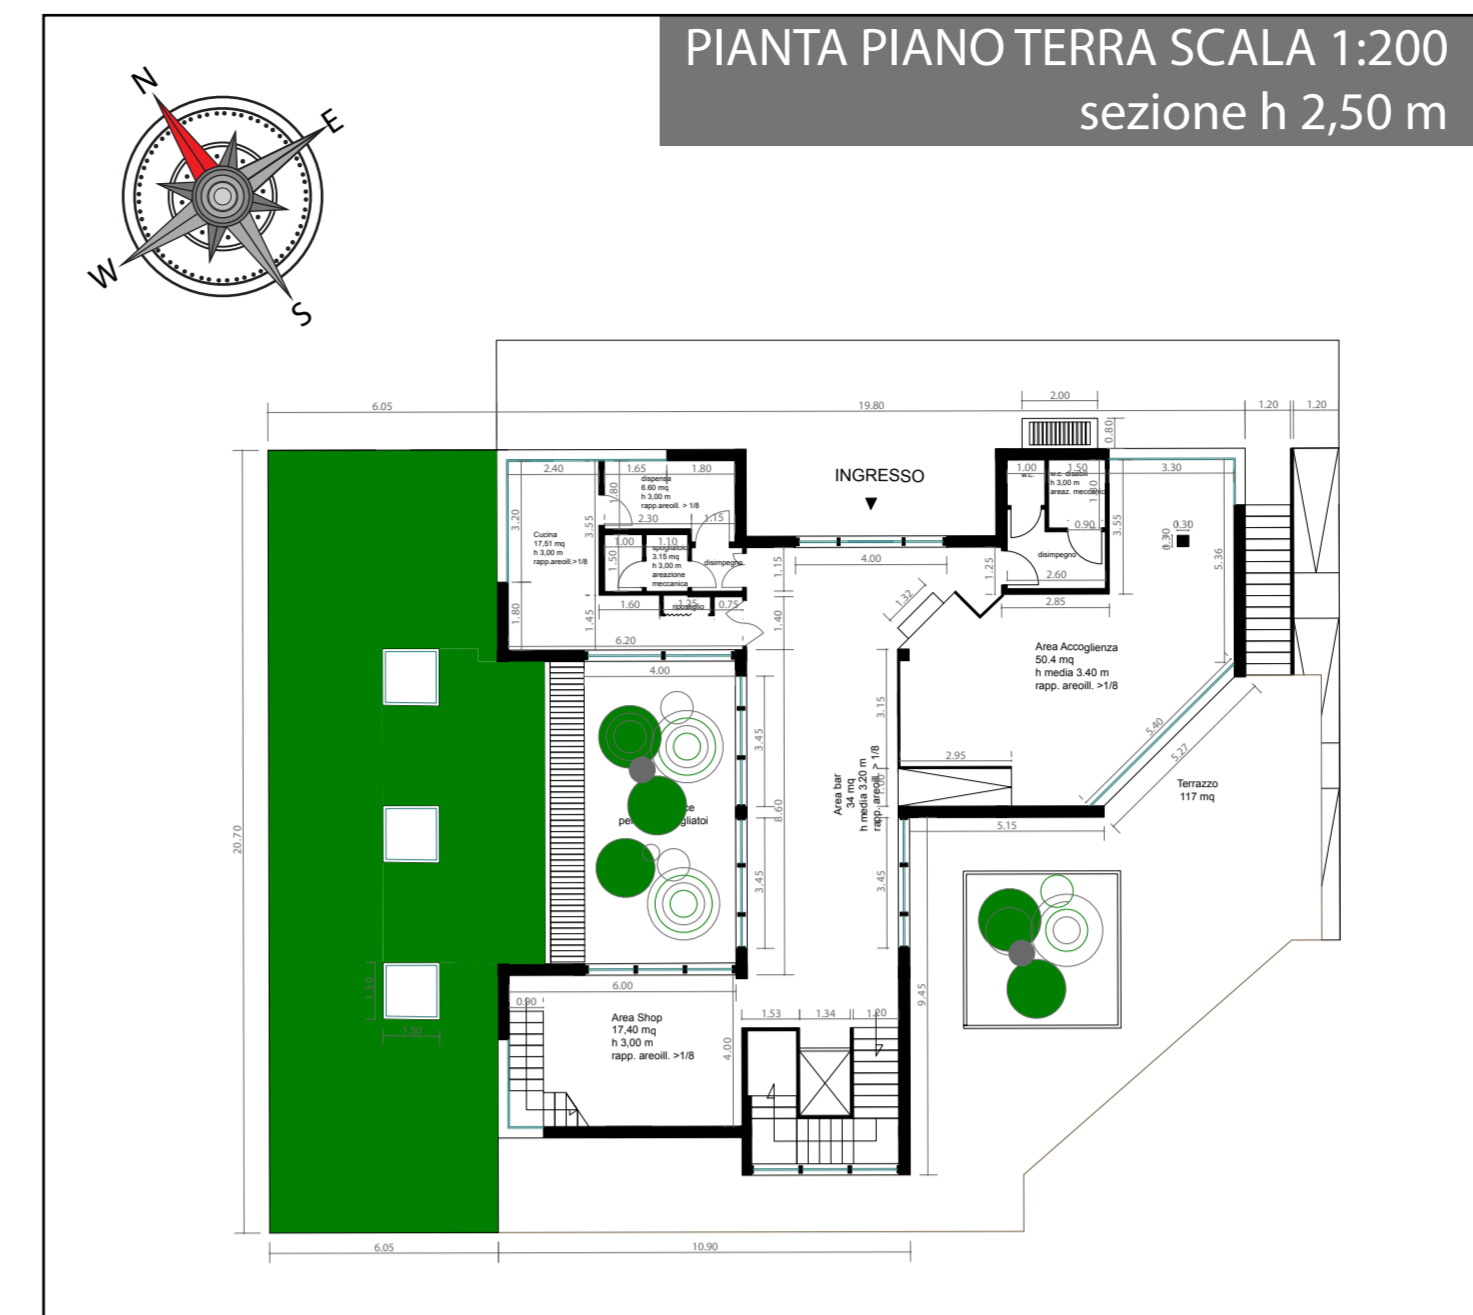 PIANTA PIANO TERRA SCALA 1:200
sezione h 2,50 m
N
E
W
S
2.00
6.05
19.80
1.20
1.20
0.80
INGRESSO
2.40
1.65
1.80
dispensa
6.60 mq
h 3,00 m
rapp.areoill. > 1/8
1.80
2.30
1.15
3.20
3.55
Cucina
17,51 mq
h 3,00 m
rapp.areoill.>1/8
1.00
1.10
spogliatoio
3.15 mq
h 3,00 m
areazione
meccanica
1.50
disimpegno
1.60
1.25
0.75
ripostiglio
1.80
1.45
6.20
4.00
1.15
1.40
4.00
1.25
1.00
1.50
3.30
w.c.
w.c. disabili
h 3,00 m
areaz. meccanica
0.90
3.55
disimpegno
2.60
2.85
0.30
0.30
5.36
1.32
Area Accoglienza
50.4 mq
h media 3.40 m
rapp. areoill. >1/8
3.15
5.40
5.27
2.95
1.00
Terrazzo
117 mq
5.15
3.45
3.45
8.60
3.45
Area bar
34 mq
h media 3.20 m
rapp. areoill. > 1/8
20.70
9.45
1.50
1.50
6.00
0.90
Area Shop
17,40 mq
h 3,00 m
rapp. areoill. >1/8
4.00
1.53
1.34
1.20
6.05
10.90